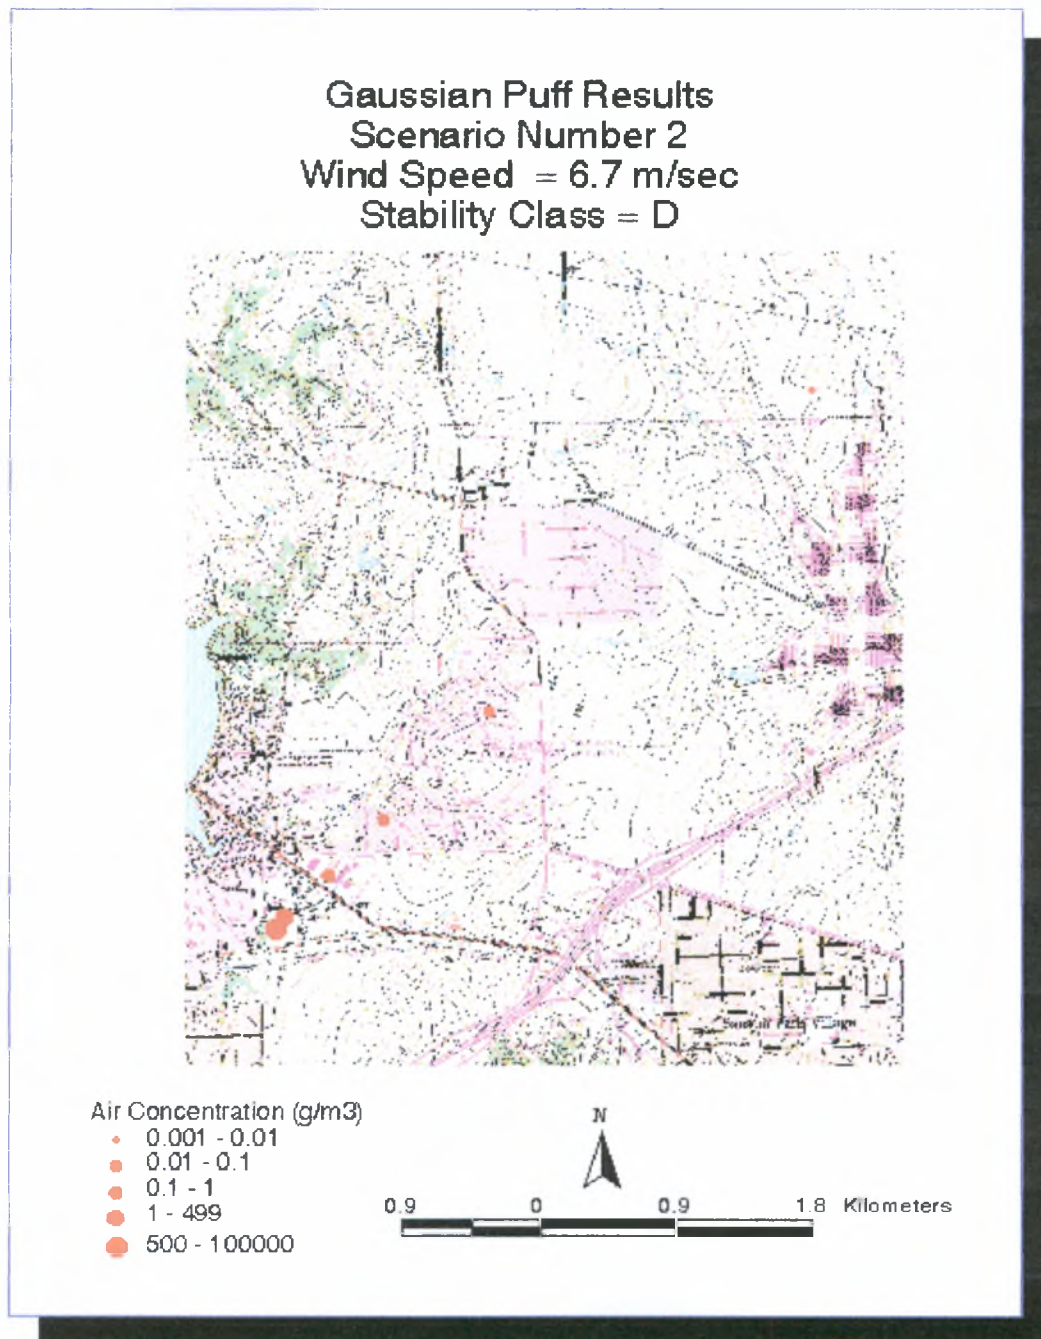 Gaussian Puff Results
Scenario Number 2
Wind Speed = 6.7 m/sec
Stability Class = D
Air Concentration (g/m3)
0.001 - 0.01
0.01 - 0.1
0.1 - 1
1 - 499
500 - 100000
N
0.9 0 0.9 1.8 Kilometers